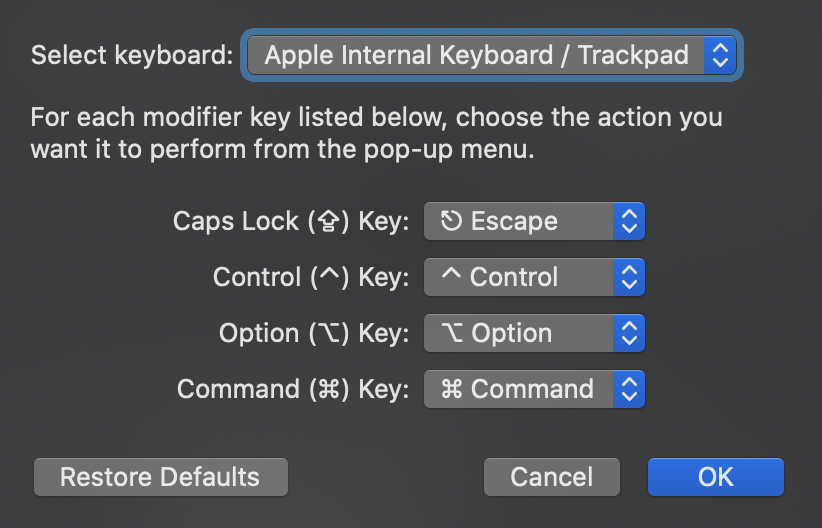 Select keyboard: Apple Internal Keyboard / Trackpad
For each modifier key listed below, choose the action you
want it to perform from the pop-up menu.
Caps Lock (⇪) Key: ⎋ Escape
Control (^) Key: ^ Control
Option (⌥) Key: ⌥ Option
Command (⌘) Key: ⌘ Command
Restore Defaults Cancel OK